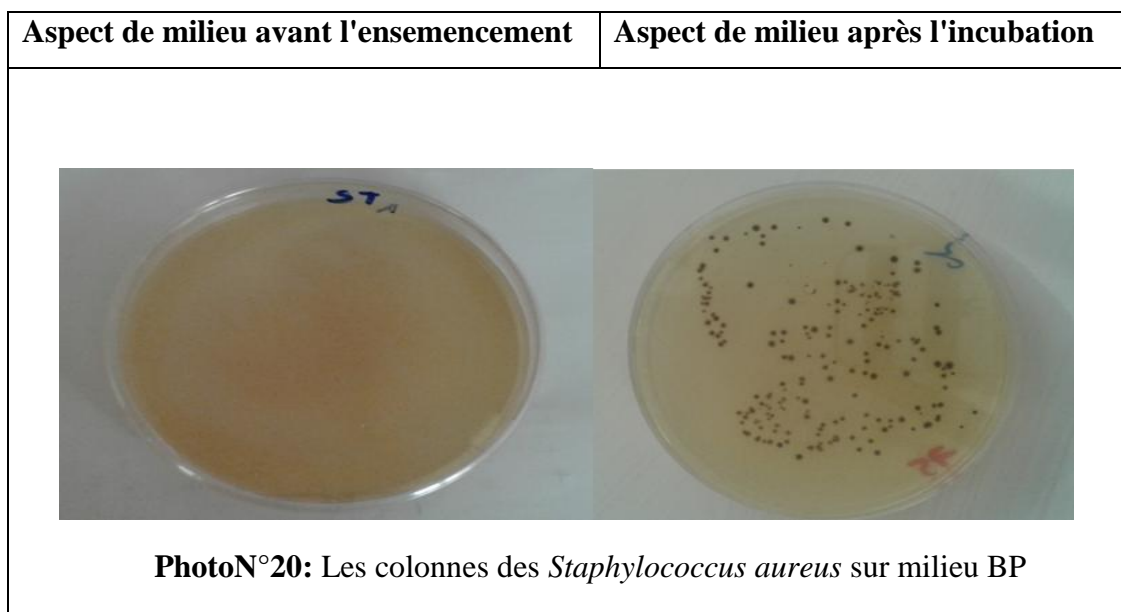 Aspect de milieu avant l'ensemencement
Aspect de milieu après l'incubation
ST A
PhotoN°20: Les colonnes des Staphylococcus aureus sur milieu BP